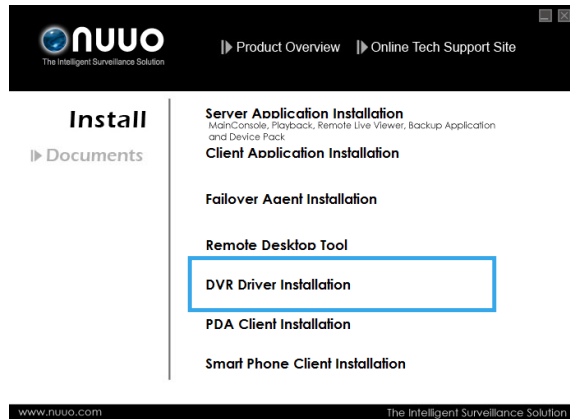 nuuo
The Intelligent Surveillance Solution
Product Overview
Online Tech Support Site
Install
Documents
Server Application Installation
MainConsole, Playback, Remote Live Viewer, Backup Application
and Device Pack
Client Application Installation
Failover Agent Installation
Remote Desktop Tool
DVR Driver Installation
PDA Client Installation
Smart Phone Client Installation
www.nuuo.com
The Intelligent Surveillance Solution